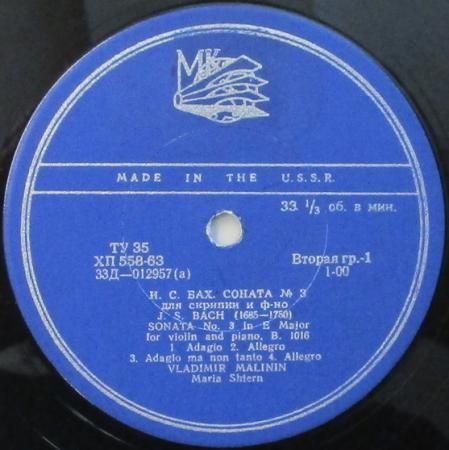 МК
MADE IN THE U.S.S.R.
33 1/3 об. в мин.
ТУ 35
ХП 558-63
33Д—012957(а)
Вторая гр.-1
1-00
И. С. БАХ. СОНАТА № 3
для скрипки и ф-но
J. S. BACH (1685—1750)
SONATA No. 3 in E Major
for violin and piano, B. 1016
1. Adagio 2. Allegro
3. Adagio ma non tanto 4. Allegro
VLADIMIR MALININ
Maria Shtern